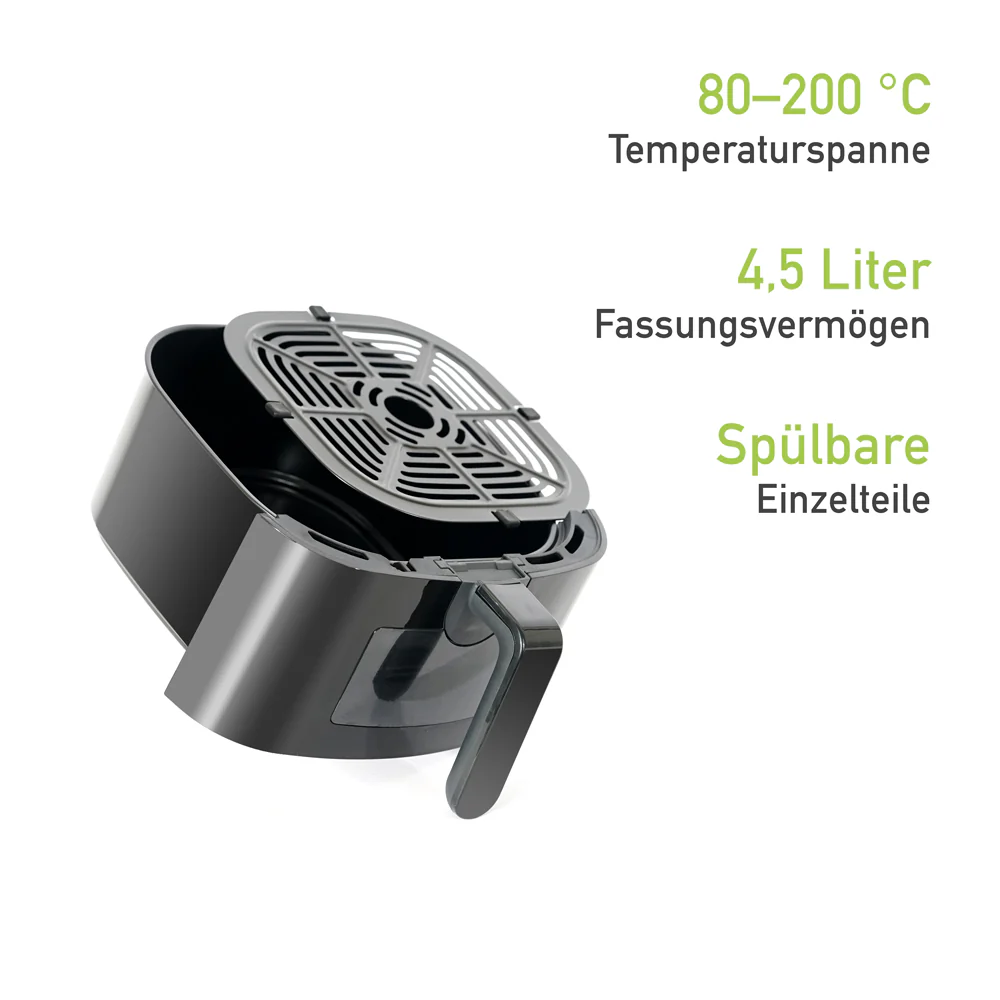 80–200 °C
Temperaturspanne
4,5 Liter
Fassungsvermögen
Spülbare
Einzelteile